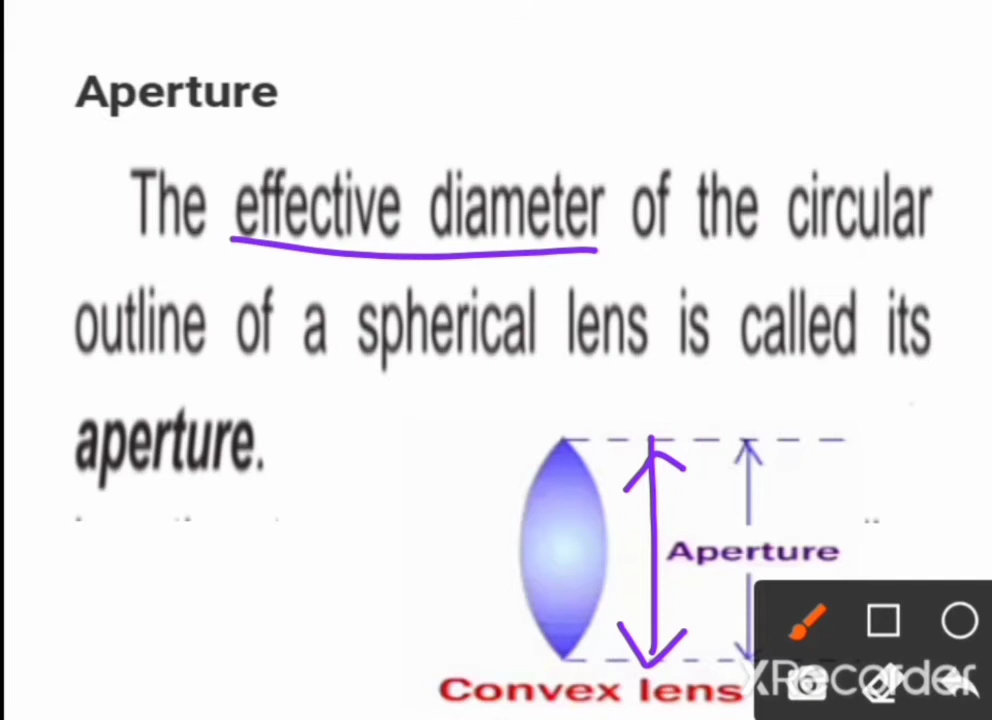 Aperture
The effective diameter of the circular
outline of a spherical lens is called its
aperture.
Aperture
Convex lens
XRecorder